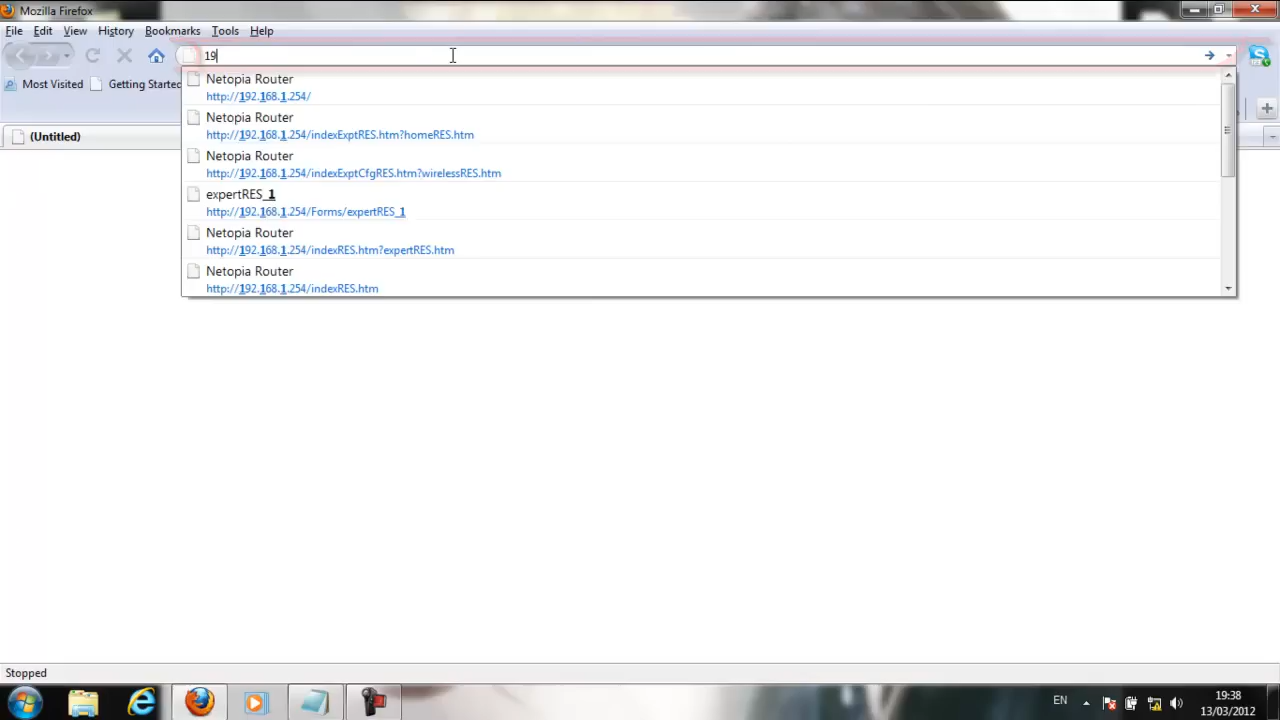 Mozilla Firefox
File Edit View History Bookmarks Tools Help
19
Netopia Router
http://192.168.1.254/
Most Visited Getting Started
Netopia Router
http://192.168.1.254/indexExptRES.htm?homeRES.htm
(Untitled)
Netopia Router
http://192.168.1.254/indexExptCfgRES.htm?wirelessRES.htm
expertRES_1
http://192.168.1.254/Forms/expertRES_1
Netopia Router
http://192.168.1.254/indexRES.htm?expertRES.htm
Netopia Router
http://192.168.1.254/indexRES.htm
Stopped
EN
19:38
13/03/2012